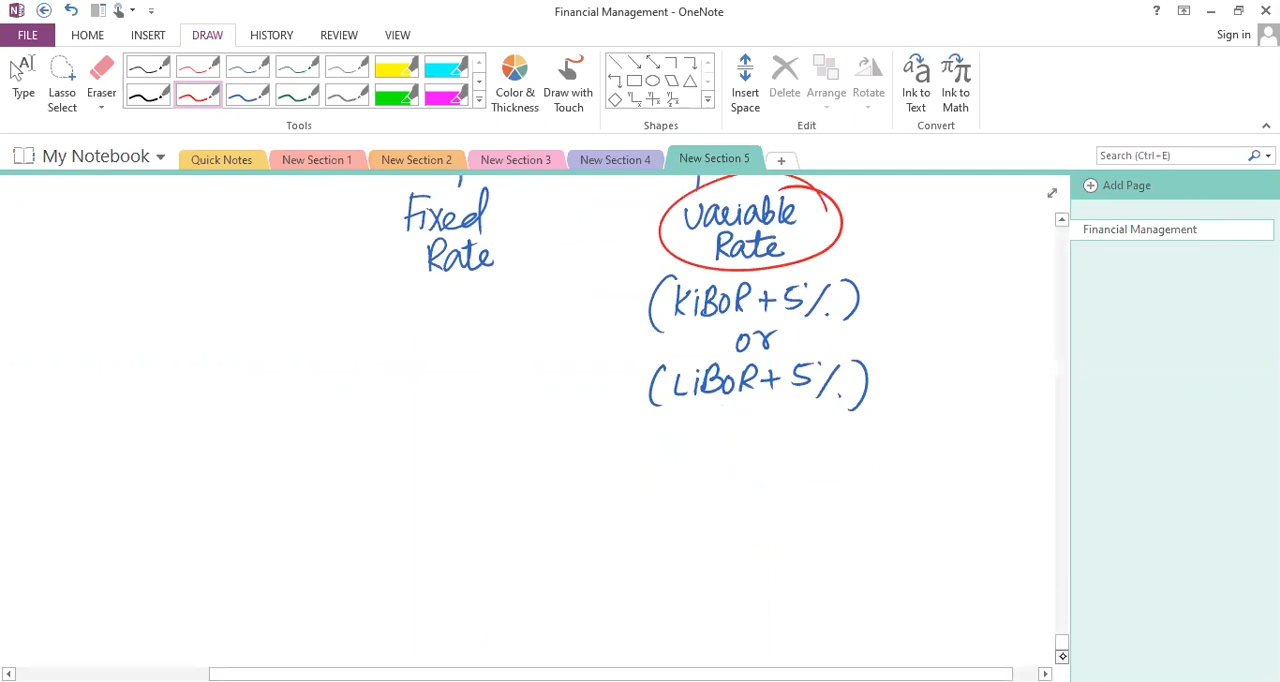 Financial Management - OneNote
?
FILE HOME INSERT DRAW HISTORY REVIEW VIEW
Sign in
Type
Lasso Select
Eraser
Color & Thickness
Draw with Touch
Insert Space
Delete
Arrange
Rotate
Ink to Text
Ink to Math
Tools Shapes Edit Convert
My Notebook Quick Notes New Section 1 New Section 2 New Section 3 New Section 4 New Section 5
Search (Ctrl+E)
Add Page
Financial Management
Fixed
Rate
Variable
Rate
(KiBoR + 5%)
or
(LiBoR + 5%)